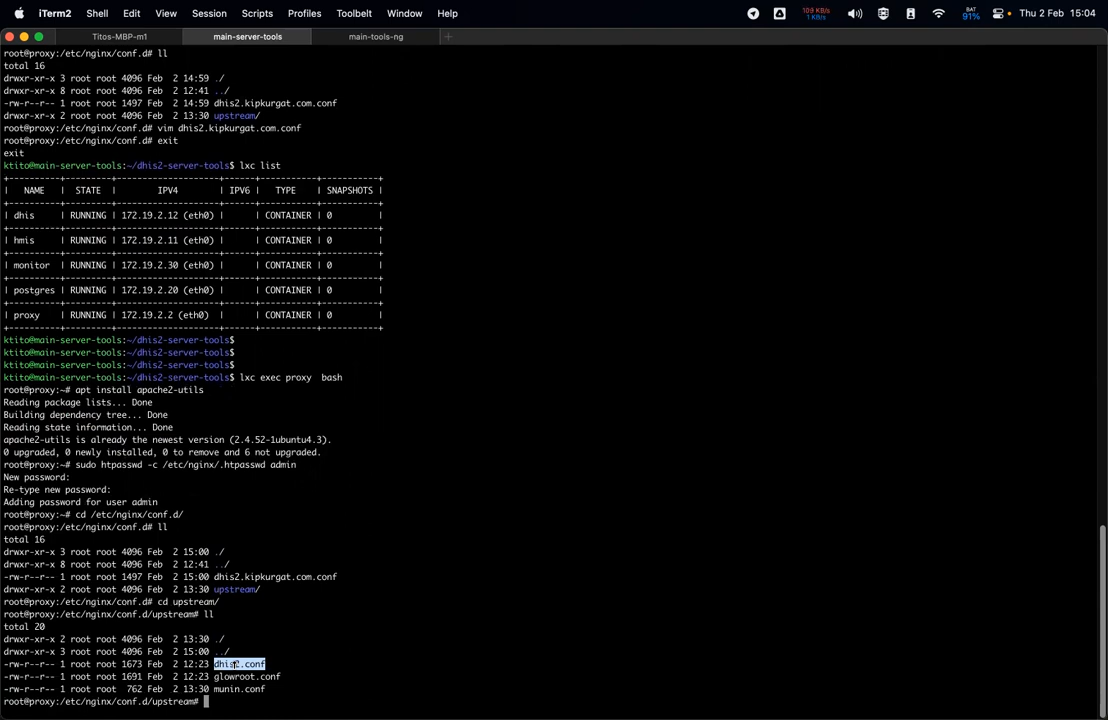 iTerm2 Shell Edit View Session Scripts Profiles Toolbelt Window Help 109 KB/s 1 KB/s BAT 91% Thu 2 Feb 15:04
Titos-MBP-m1 main-server-tools main-tools-ng
root@proxy:/etc/nginx/conf.d# ll
total 16
drwxr-xr-x 3 root root 4096 Feb  2 14:59 ./
drwxr-xr-x 8 root root 4096 Feb  2 12:41 ../
-rw-r--r-- 1 root root 1497 Feb  2 14:59 dhis2.kipkurgat.com.conf
drwxr-xr-x 2 root root 4096 Feb  2 13:30 upstream/
root@proxy:/etc/nginx/conf.d# vim dhis2.kipkurgat.com.conf
root@proxy:/etc/nginx/conf.d# exit
exit
ktito@main-server-tools:~/dhis2-server-tools$ lxc list
+----------+---------+--------------------+------+-----------+-----------+
|   NAME   |  STATE  |        IPV4        | IPV6 |   TYPE    | SNAPSHOTS |
+----------+---------+--------------------+------+-----------+-----------+
| dhis     | RUNNING | 172.19.2.12 (eth0) |      | CONTAINER | 0         |
+----------+---------+--------------------+------+-----------+-----------+
| hmis     | RUNNING | 172.19.2.11 (eth0) |      | CONTAINER | 0         |
+----------+---------+--------------------+------+-----------+-----------+
| monitor  | RUNNING | 172.19.2.30 (eth0) |      | CONTAINER | 0         |
+----------+---------+--------------------+------+-----------+-----------+
| postgres | RUNNING | 172.19.2.20 (eth0) |      | CONTAINER | 0         |
+----------+---------+--------------------+------+-----------+-----------+
| proxy    | RUNNING | 172.19.2.2 (eth0)  |      | CONTAINER | 0         |
+----------+---------+--------------------+------+-----------+-----------+
ktito@main-server-tools:~/dhis2-server-tools$
ktito@main-server-tools:~/dhis2-server-tools$
ktito@main-server-tools:~/dhis2-server-tools$
ktito@main-server-tools:~/dhis2-server-tools$ lxc exec proxy  bash
root@proxy:~# apt install apache2-utils
Reading package lists... Done
Building dependency tree... Done
Reading state information... Done
apache2-utils is already the newest version (2.4.52-1ubuntu4.3).
0 upgraded, 0 newly installed, 0 to remove and 6 not upgraded.
root@proxy:~# sudo htpasswd -c /etc/nginx/.htpasswd admin
New password:
Re-type new password:
Adding password for user admin
root@proxy:~# cd /etc/nginx/conf.d/
root@proxy:/etc/nginx/conf.d# ll
total 16
drwxr-xr-x 3 root root 4096 Feb  2 15:00 ./
drwxr-xr-x 8 root root 4096 Feb  2 12:41 ../
-rw-r--r-- 1 root root 1497 Feb  2 15:00 dhis2.kipkurgat.com.conf
drwxr-xr-x 2 root root 4096 Feb  2 13:30 upstream/
root@proxy:/etc/nginx/conf.d# cd upstream/
root@proxy:/etc/nginx/conf.d/upstream# ll
total 20
drwxr-xr-x 2 root root 4096 Feb  2 13:30 ./
drwxr-xr-x 3 root root 4096 Feb  2 15:00 ../
-rw-r--r-- 1 root root 1673 Feb  2 12:23 dhis2.conf
-rw-r--r-- 1 root root 1691 Feb  2 12:23 glowroot.conf
-rw-r--r-- 1 root root  762 Feb  2 13:30 munin.conf
root@proxy:/etc/nginx/conf.d/upstream#